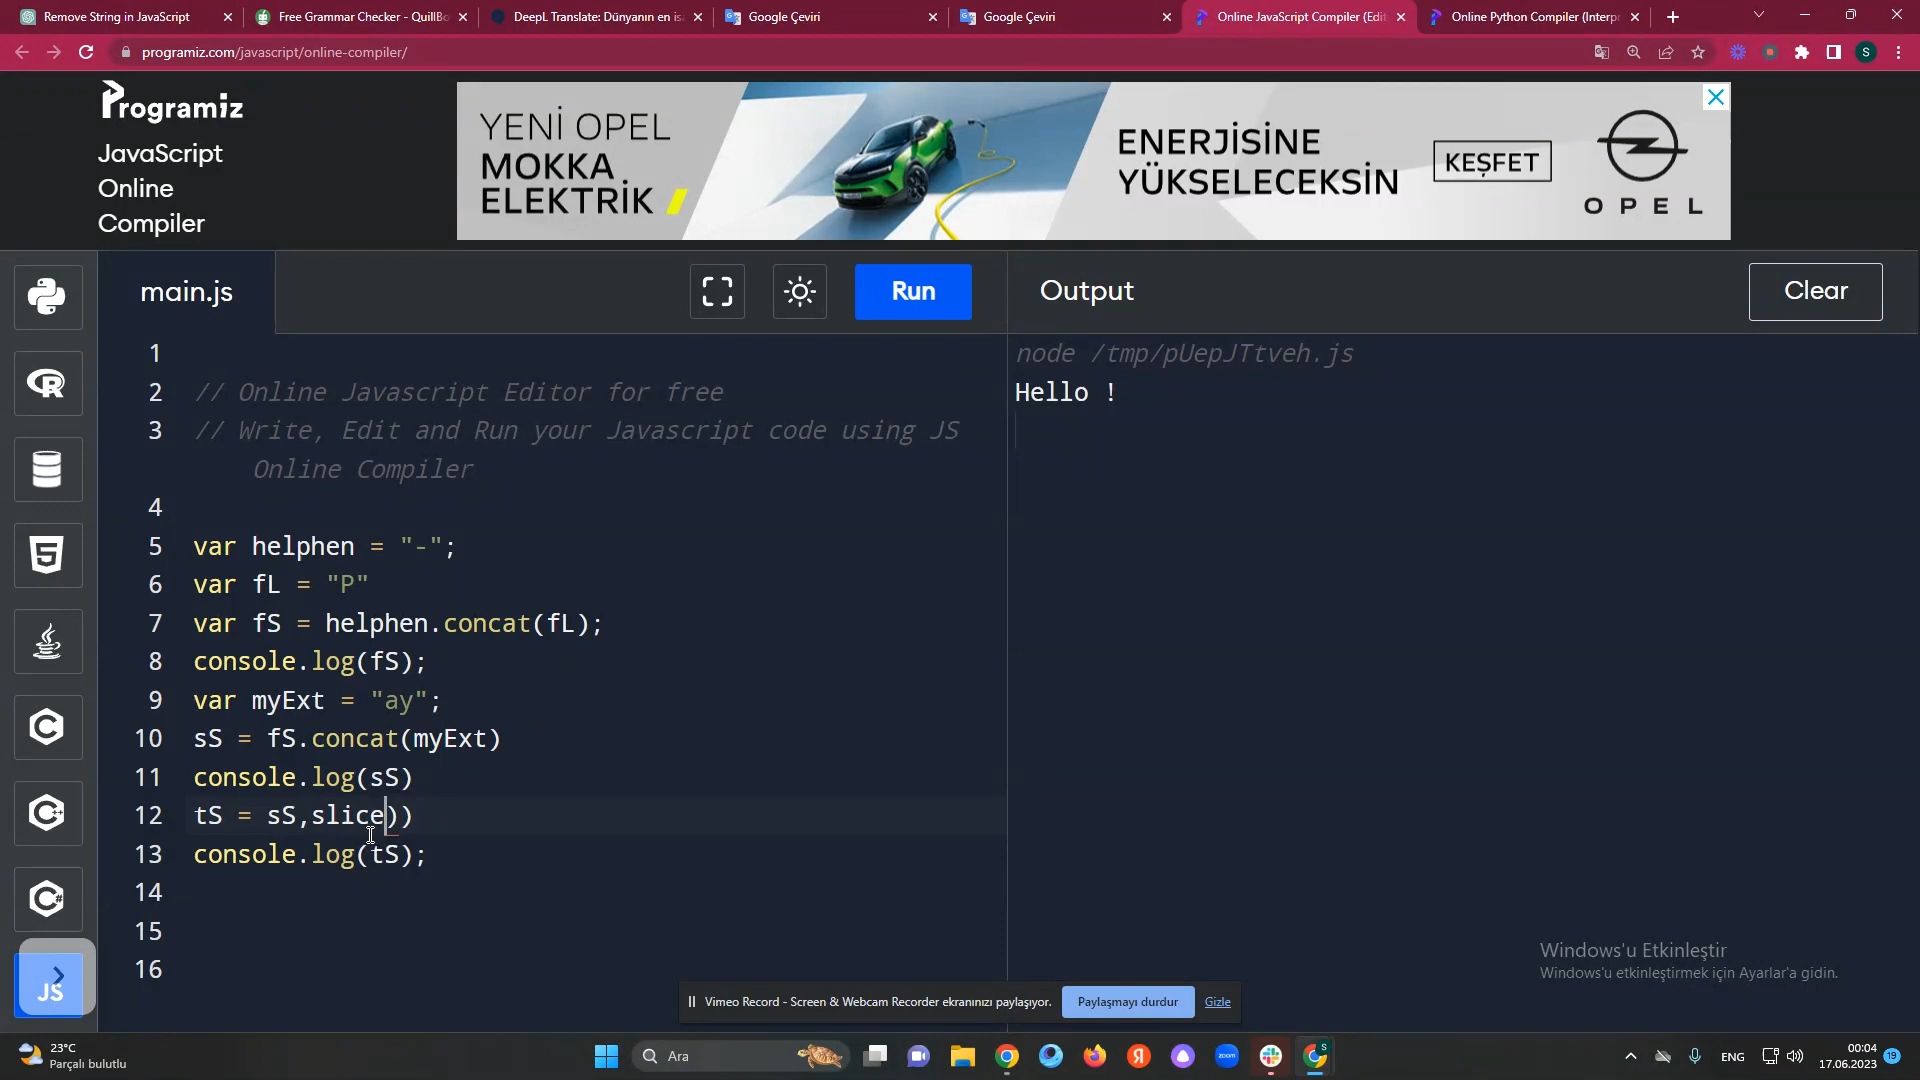 Remove String in JavaScript
Free Grammar Checker - QuillBo
DeepL Translate: Dünyanın en is
Google Çeviri
Google Çeviri
Online JavaScript Compiler (Edit
Online Python Compiler (Interpr
programiz.com/javascript/online-compiler/
S
Programiz
JavaScript
Online
Compiler
YENİ OPEL
MOKKA
ELEKTRİK
ENERJİSİNE
YÜKSELECEKSİN
KEŞFET
OPEL
main.js
Run
Output
Clear
node /tmp/pUepJTtveh.js
Hello !
1
2 // Online Javascript Editor for free
3 // Write, Edit and Run your Javascript code using JS
Online Compiler
4
5 var helphen = "-";
6 var fL = "P"
7 var fS = helphen.concat(fL);
8 console.log(fS);
9 var myExt = "ay";
10 sS = fS.concat(myExt)
11 console.log(sS)
12 tS = sS,slice))
13 console.log(tS);
14
15
16
JS
Windows'u Etkinleştir
Windows'u etkinleştirmek için Ayarlar'a gidin.
Vimeo Record - Screen & Webcam Recorder ekranınızı paylaşıyor.
Paylaşmayı durdur
Gizle
23°C
Parçalı bulutlu
Ara
zoom
ENG
00:04
17.06.2023
19